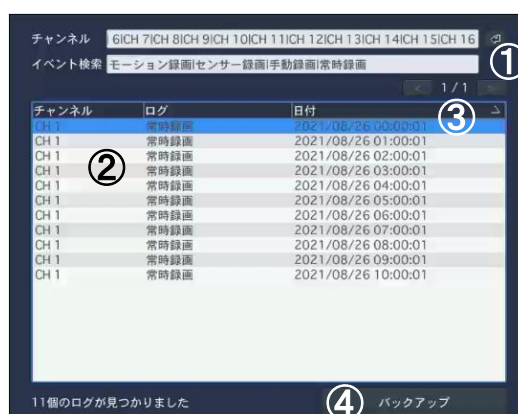 チャンネル 6|CH 7|CH 8|CH 9|CH 10|CH 11|CH 12|CH 13|CH 14|CH 15|CH 16
①
イベント検索 モーション録画|センサー録画|手動録画|常時録画
< 1 / 1 >
③
チャンネル ログ 日付
CH 1 常時録画 2021/08/26 00:00:01
CH 1 常時録画 2021/08/26 01:00:01
②
CH 1 常時録画 2021/08/26 02:00:01
CH 1 常時録画 2021/08/26 03:00:01
CH 1 常時録画 2021/08/26 04:00:01
CH 1 常時録画 2021/08/26 05:00:01
CH 1 常時録画 2021/08/26 06:00:01
CH 1 常時録画 2021/08/26 07:00:01
CH 1 常時録画 2021/08/26 08:00:01
CH 1 常時録画 2021/08/26 09:00:01
CH 1 常時録画 2021/08/26 10:00:01
11個のログが見つかりました ④ バックアップ